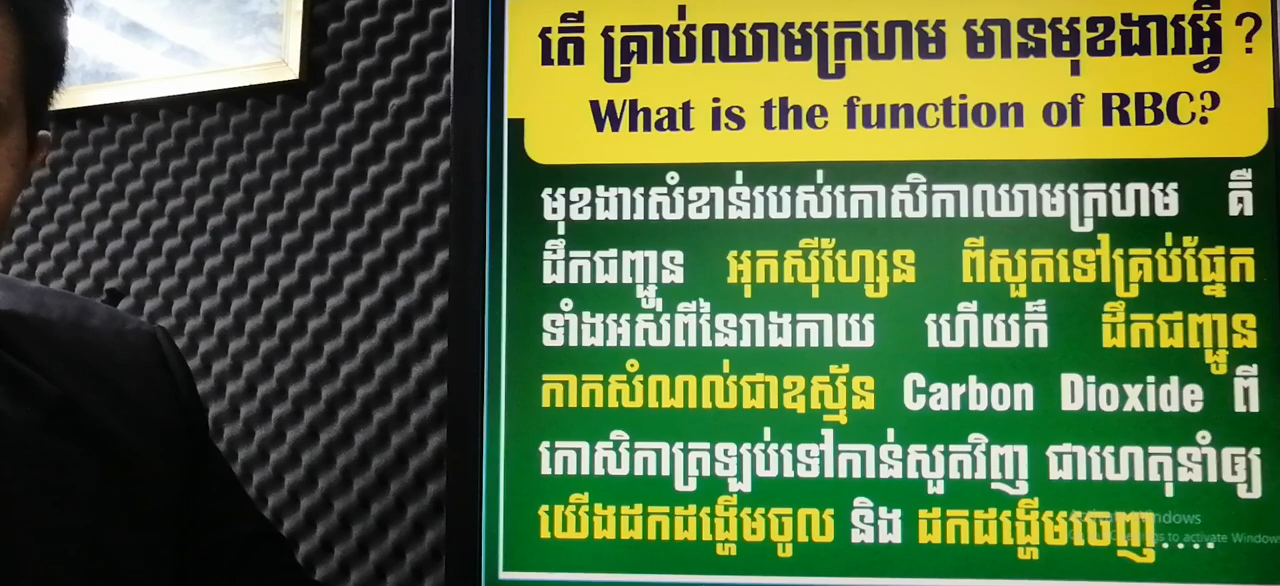 តើ គ្រាប់ឈាមក្រហម មានមុខងារអ្វី ?
What is the function of RBC?
មុខងារសំខាន់របស់កោសិកាឈាមក្រហម គឺ
ដឹកជញ្ជូន អុកស៊ីហ្សែន ពីសួតទៅគ្រប់ផ្នែក
ទាំងអស់ពីនៃរាងកាយ ហើយក៏ ដឹកជញ្ជូន
កាកសំណល់ជាឧស្ម័ន Carbon Dioxide ពី
កោសិកាត្រឡប់ទៅកាន់សួតវិញ ជាហេតុនាំឲ្យ
យើងដកដង្ហើមចូល និង ដកដង្ហើមចេញ....
Activate Windows
to activate Windows